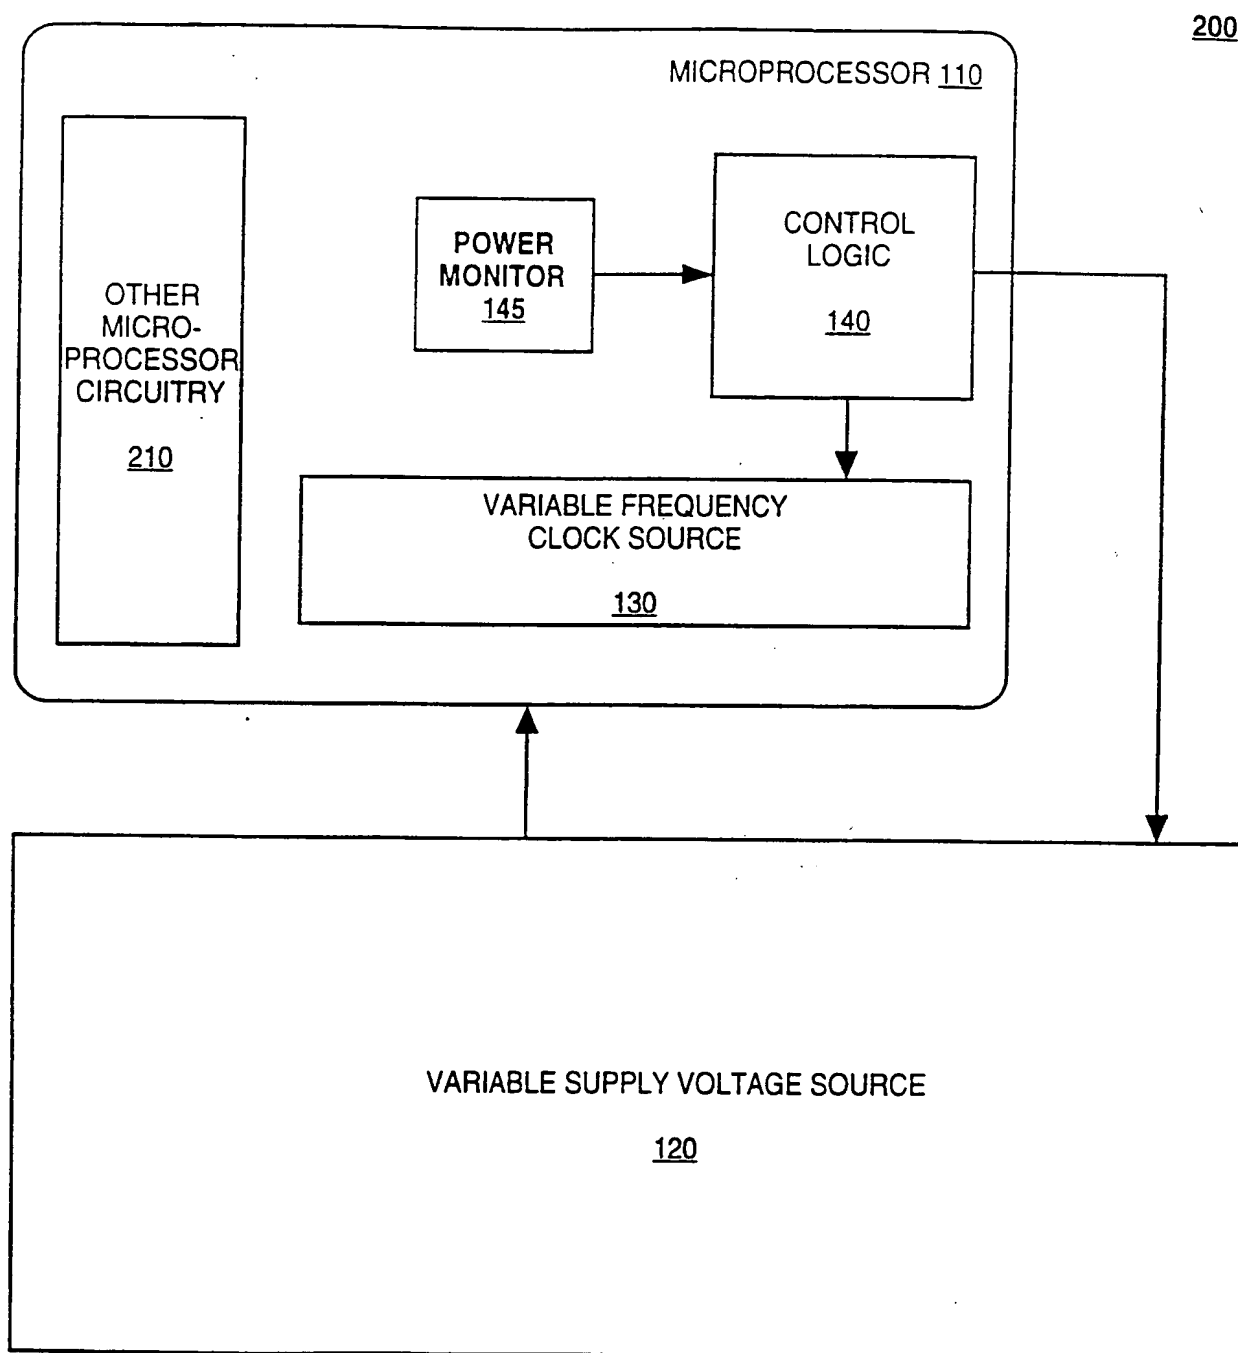 200
MICROPROCESSOR 110
CONTROL
LOGIC
140
POWER
MONITOR
145
OTHER
MICRO-
PROCESSOR
CIRCUITRY
210
VARIABLE FREQUENCY
CLOCK SOURCE
130
VARIABLE SUPPLY VOLTAGE SOURCE
120